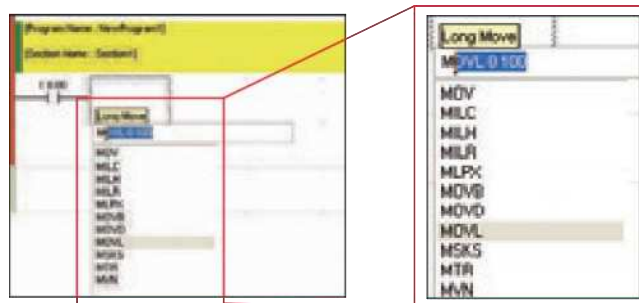 [Program Name : NewProgram1]
[Section Name : Section1]
Long Move
MOVL 0 100
MOV
MILC
MILH
MILR
MLPX
MOVB
MOVD
MOVL
MSKS
MTR
MVN
Long Move
MOVL 0 100
MOV
MILC
MILH
MILR
MLPX
MOVB
MOVD
MOVL
MSKS
MTR
MVN